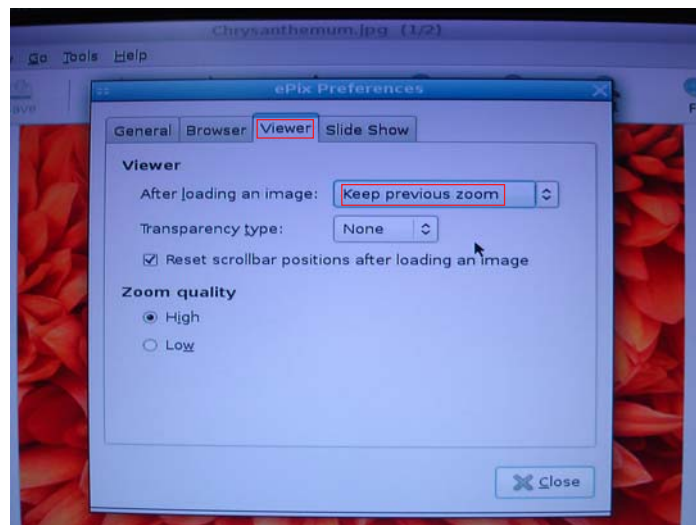 Chrysanthemum.jpg (1/2)
Go Tools Help
ePix Preferences
General Browser Viewer Slide Show
Viewer
After loading an image: Keep previous zoom
Transparency type: None
Reset scrollbar positions after loading an image
Zoom quality
High
Low
Close